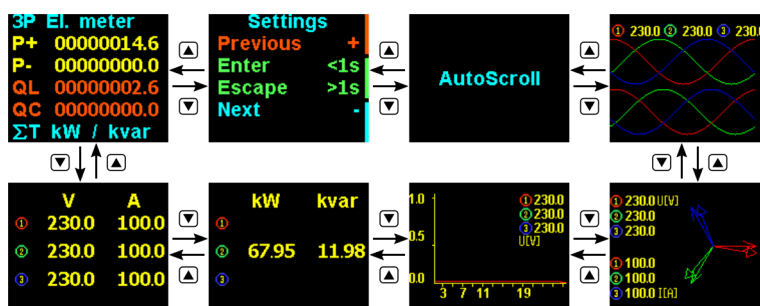 3P El. meter
P+ 00000014.6
P- 00000000.0
QL 00000002.6
QC 00000000.0
ΣT kW / kvar
Settings
Previous +
Enter <1s
Escape >1s
Next -
AutoScroll
1 230.0 2 230.0 3 230.0
V A
1 230.0 100.0
2 230.0 100.0
3 230.0 100.0
kW kvar
1
2 67.95 11.98
3
1.0
0.5
0.0
3 7 11 19
1 230.0
2 230.0
3 230.0
U[V]
1 230.0 U[V]
2 230.0
3 230.0
1 100.0
2 100.0
3 100.0 I[A]